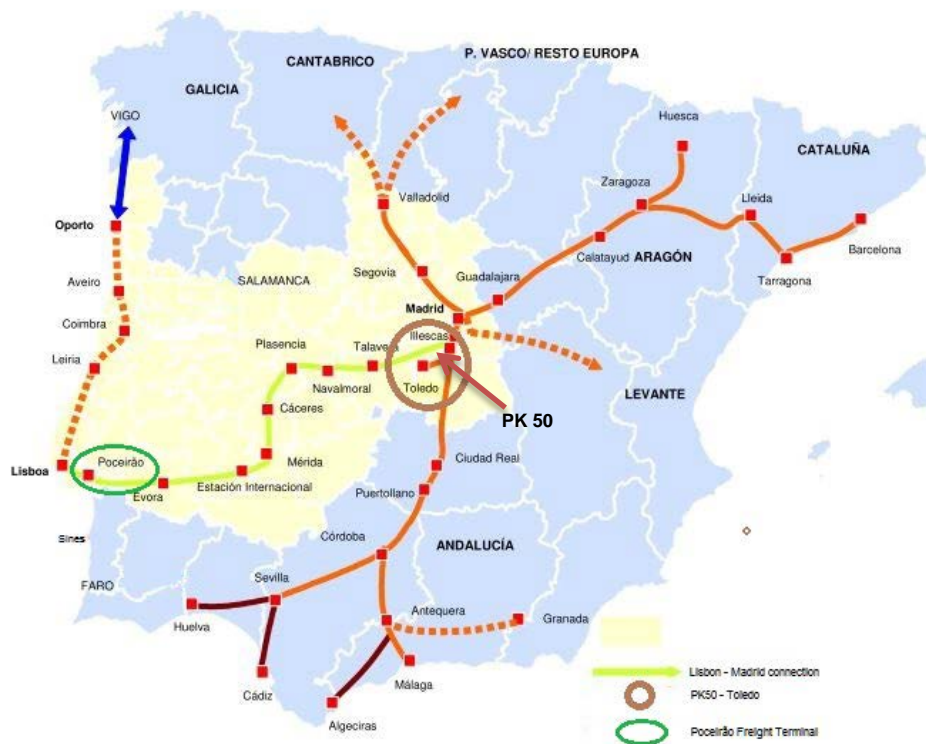 P. VASCO/ RESTO EUROPA
CANTABRICO
GALICIA
VIGO
Huesca
CATALUÑA
Zaragoza
Lleida
Valladolid
Oporto
Barcelona
Calatayud
ARAGÓN
Segovia
Guadalajara
Tarragona
SALAMANCA
Aveiro
Madrid
Coimbra
Illescas
Plasencia
Talavera
Leiria
Navalmoral
Toledo
LEVANTE
Cáceres
PK 50
Lisboa
Poceirão
Mérida
Ciudad Real
Evora
Estación Internacional
Puertollano
Sines
Córdoba
ANDALUCÍA
FARO
Sevilla
Huelva
Antequera
Granada
Málaga
Cádiz
Algeciras
Lisbon - Madrid connection
PK50 - Toledo
Poceirão Freight Terminal